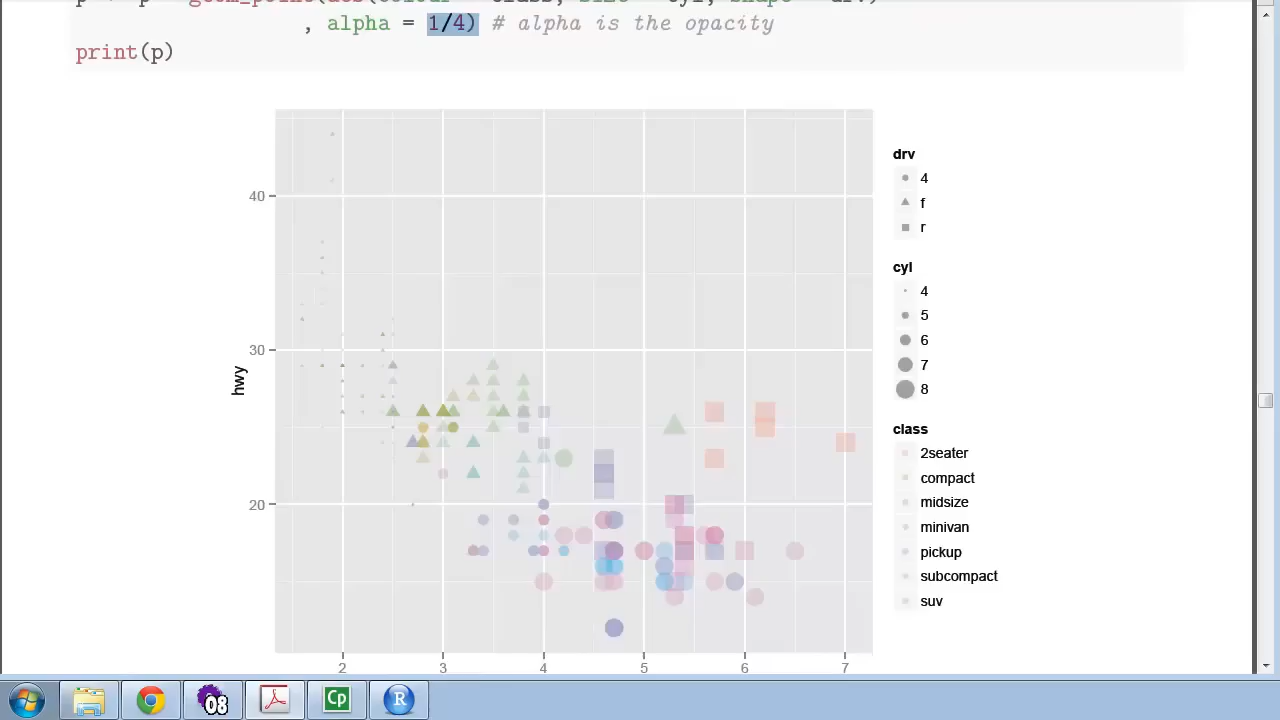 , alpha = 1/4) # alpha is the opacity
print(p)
drv
4
f
r
cyl
4
5
6
7
8
class
2seater
compact
midsize
minivan
pickup
subcompact
suv
40
30
20
hwy
2 3 4 5 6 7
08
Cp
R